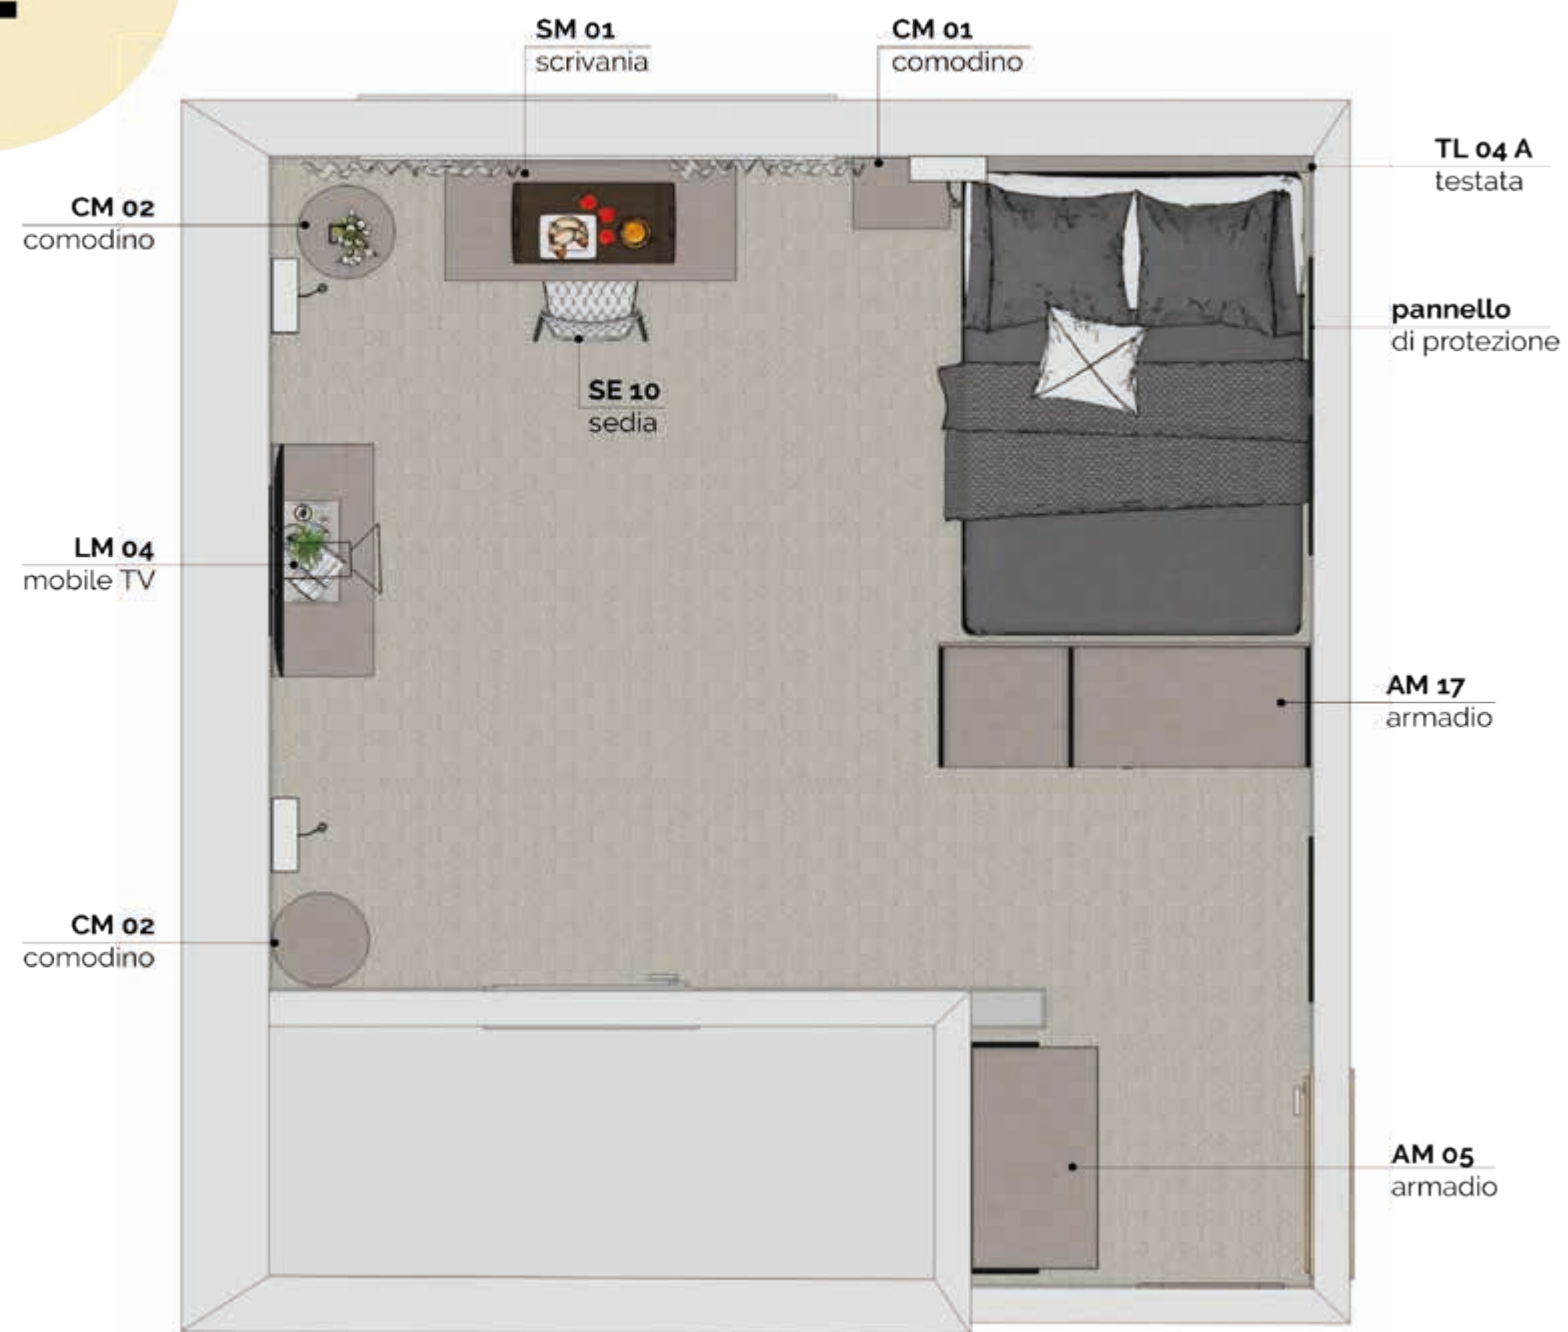 SM 01
scrivania
CM 01
comodino
TL 04 A
testata
CM 02
comodino
pannello
di protezione
SE 10
sedia
LM 04
mobile TV
AM 17
armadio
CM 02
comodino
AM 05
armadio